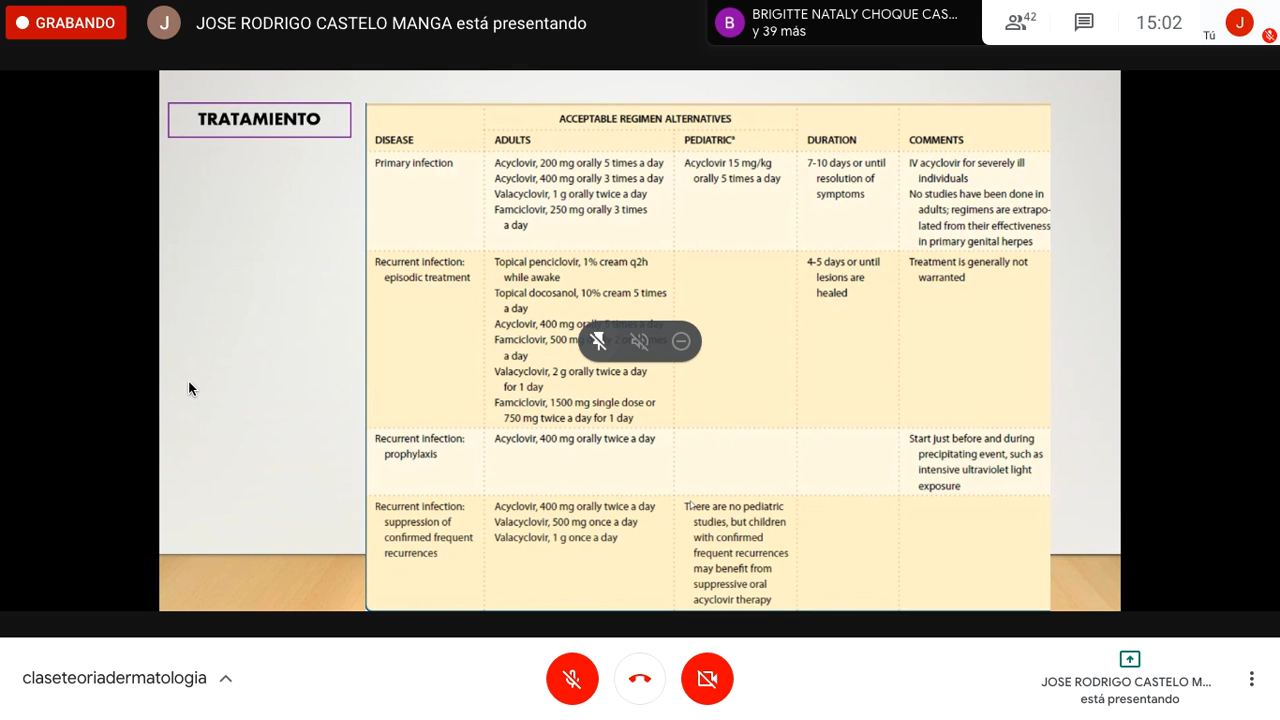 GRABANDO
J
JOSE RODRIGO CASTELO MANGA está presentando
B
BRIGITTE NATALY CHOQUE CAS...
y 39 más
42
15:02
Tú
J
TRATAMIENTO
ACCEPTABLE REGIMEN ALTERNATIVES
DISEASE
ADULTS
PEDIATRICª
DURATION
COMMENTS
Primary infection
Acyclovir, 200 mg orally 5 times a day
Acyclovir, 400 mg orally 3 times a day
Valacyclovir, 1 g orally twice a day
Famciclovir, 250 mg orally 3 times
a day
Acyclovir 15 mg/kg
orally 5 times a day
7-10 days or until
resolution of
symptoms
IV acyclovir for severely ill
individuals
No studies have been done in
adults; regimens are extrapo-
lated from their effectiveness
in primary genital herpes
Recurrent infection:
episodic treatment
Topical penciclovir, 1% cream q2h
while awake
Topical docosanol, 10% cream 5 times
a day
Acyclovir, 400 mg orally 5 times a day
Famciclovir, 500 mg 2 times
a day
Valacyclovir, 2 g orally twice a day
for 1 day
Famciclovir, 1500 mg single dose or
750 mg twice a day for 1 day
4-5 days or until
lesions are
healed
Treatment is generally not
warranted
Recurrent infection:
prophylaxis
Acyclovir, 400 mg orally twice a day
Start just before and during
precipitating event, such as
intensive ultraviolet light
exposure
Recurrent infection:
suppression of
confirmed frequent
recurrences
Acyclovir, 400 mg orally twice a day
Valacyclovir, 500 mg once a day
Valacyclovir, 1 g once a day
There are no pediatric
studies, but children
with confirmed
frequent recurrences
may benefit from
suppressive oral
acyclovir therapy
claseteoriadermatologia
JOSE RODRIGO CASTELO M...
está presentando